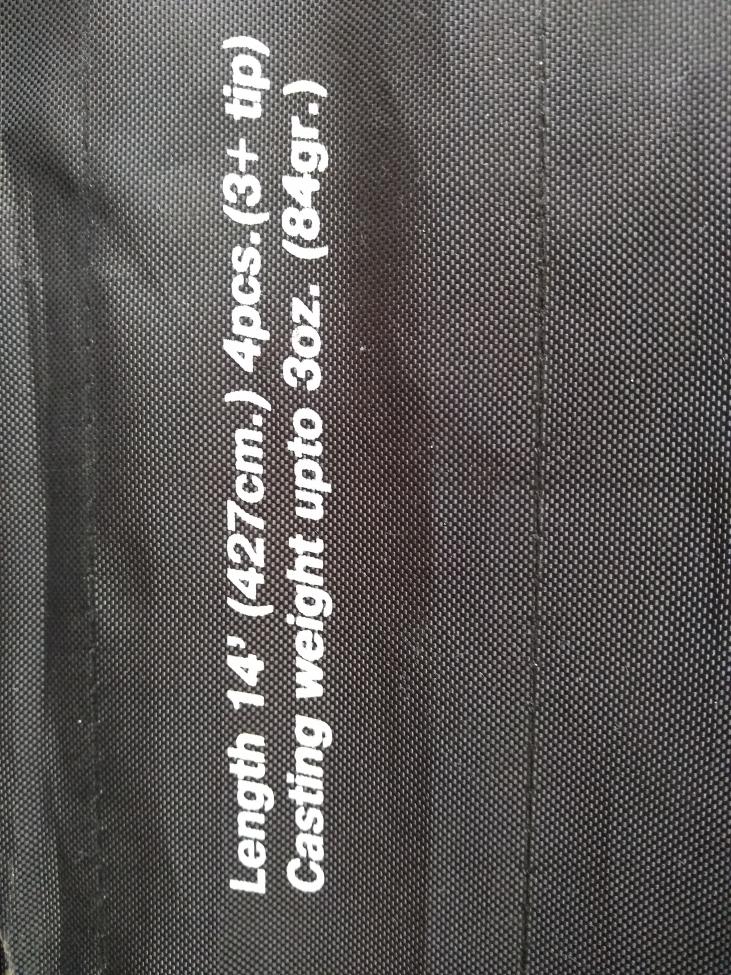 Length 14' (427cm.) 4pcs.(3+ tip)
Casting weight upto 3oz. (84gr.)